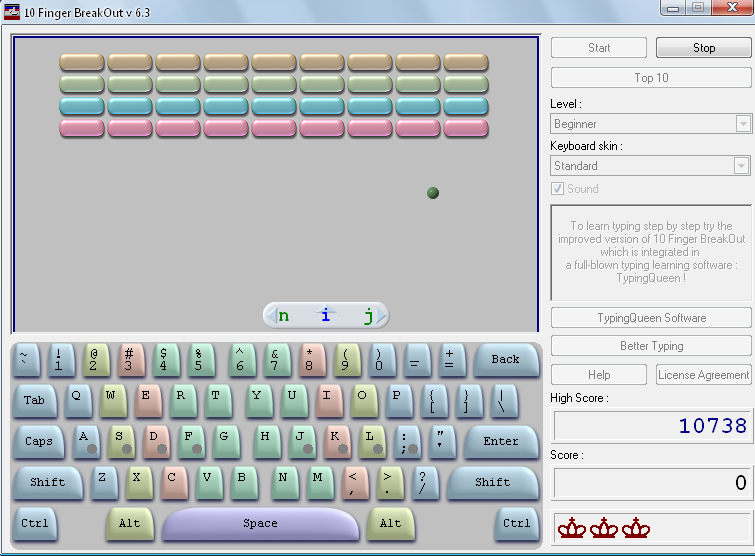 10 Finger BreakOut v 6.3
Start Stop
Top 10
Level :
Beginner
Keyboard skin :
Standard
Sound
To learn typing step by step try the
improved version of 10 Finger BreakOut
which is integrated in
a full-blown typing learning software :
TypingQueen !
n i j
TypingQueen Software
Better Typing
Help License Agreement
High Score :
10738
Score :
0
~ ! @ # $ % ^ & * ( ) _ +
` 1 2 3 4 5 6 7 8 9 0 - = Back
Tab Q W E R T Y U I O P { } |
[ ] \
Caps A S D F G H J K L : " Enter
; '
Shift Z X C V B N M < > ? Shift
, . /
Ctrl Alt Space Alt Ctrl